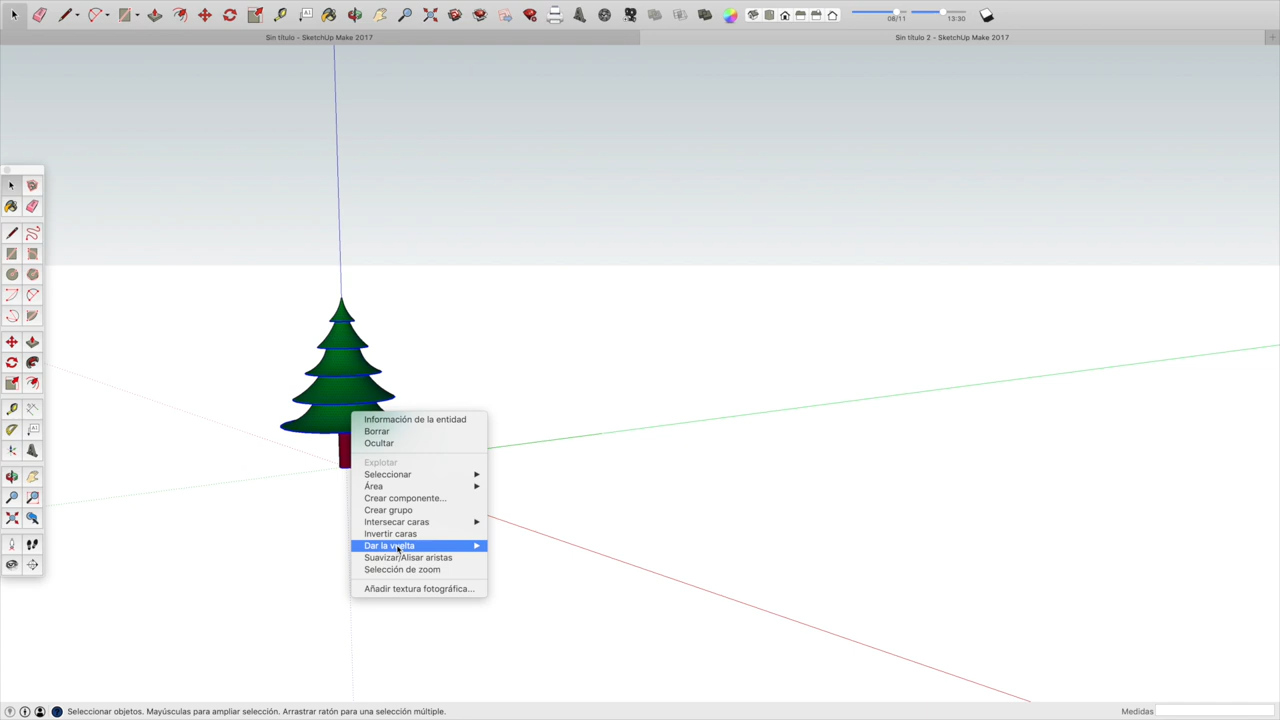 08/11
13:30
Sin título - SketchUp Make 2017
Sin título 2 - SketchUp Make 2017
Información de la entidad
Borrar
Ocultar
Explotar
Seleccionar
Área
Crear componente...
Crear grupo
Intersecar caras
Invertir caras
Dar la vuelta
Suavizar/Alisar aristas
Selección de zoom
Añadir textura fotográfica...
Seleccionar objetos. Mayúsculas para ampliar selección. Arrastrar ratón para una selección múltiple.
Medidas